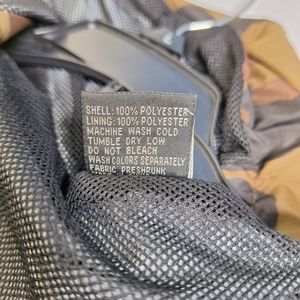 SHELL: 100% POLYESTER
LINING: 100% POLYESTER
MACHINE WASH COLD
TUMBLE DRY LOW
DO NOT BLEACH
WASH COLORS SEPARATELY
FABRIC PRESHRUNK